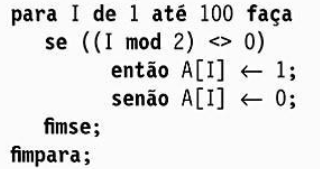 para I de 1 até 100 faça
se ((I mod 2) <> 0)
então A[I] ← 1;
senão A[I] ← 0;
fimse;
fimpara;